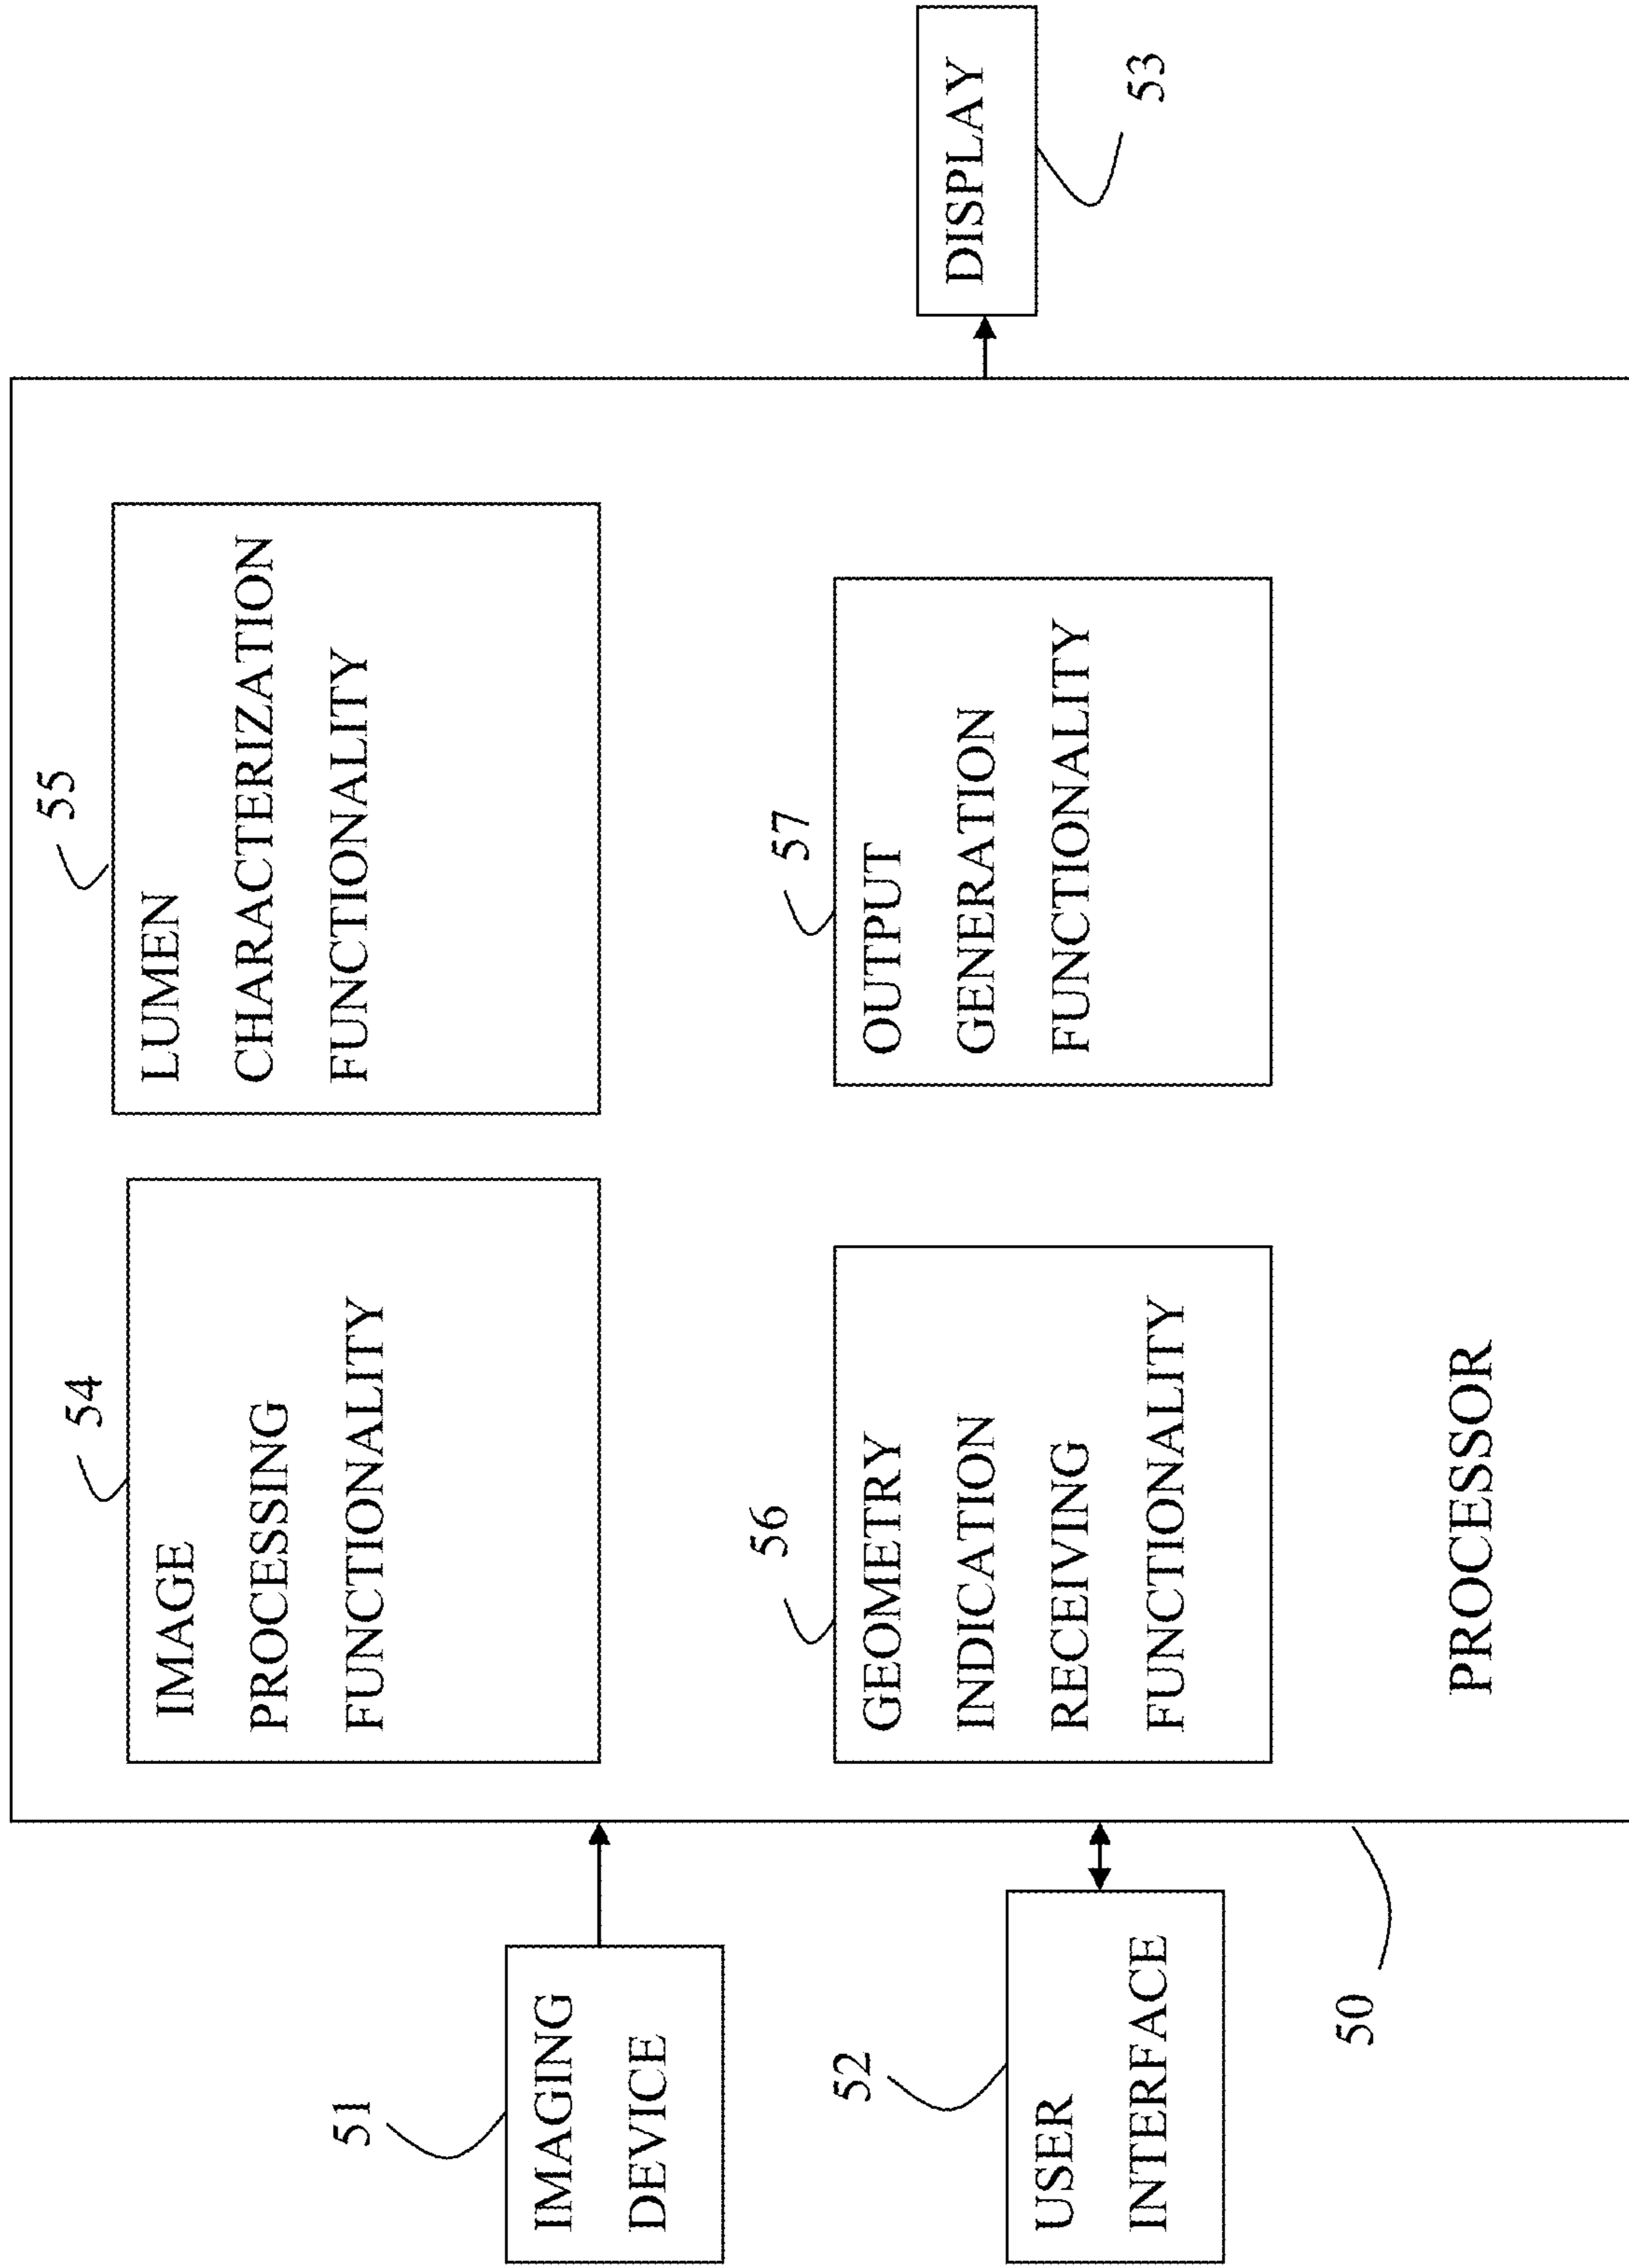 51
IMAGING
DEVICE
52
USER
INTERFACE
50
54
IMAGE
PROCESSING
FUNCTIONALITY
55
LUMEN
CHARACTERIZATION
FUNCTIONALITY
56
GEOMETRY
INDICATION
RECEIVING
FUNCTIONALITY
57
OUTPUT
GENERATION
FUNCTIONALITY
PROCESSOR
DISPLAY
53